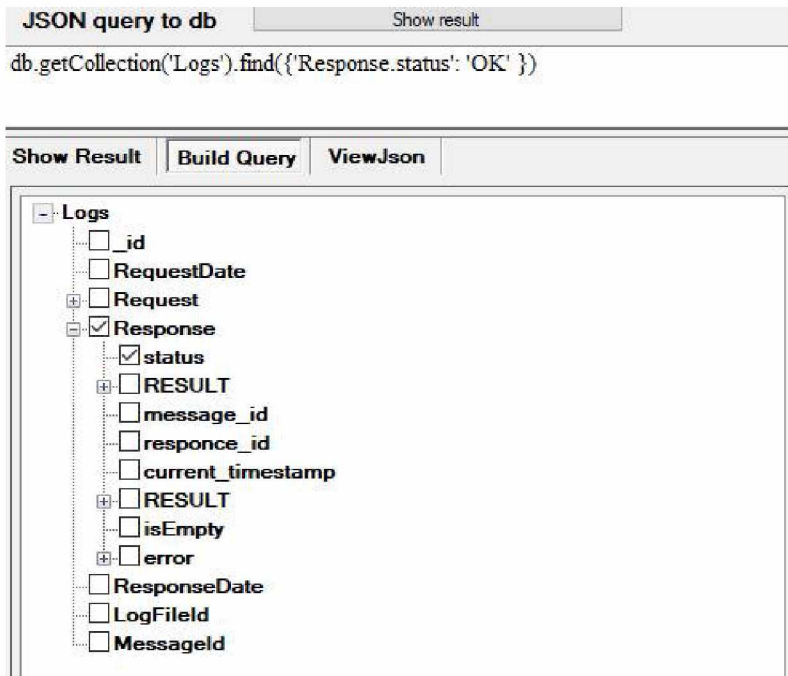 JSON query to db Show result
db.getCollection('Logs').find({'Response.status': 'OK' })
Show Result Build Query ViewJson
Logs
_id
RequestDate
Request
Response
status
RESULT
message_id
responce_id
current_timestamp
RESULT
isEmpty
error
ResponseDate
LogFileId
MessageId